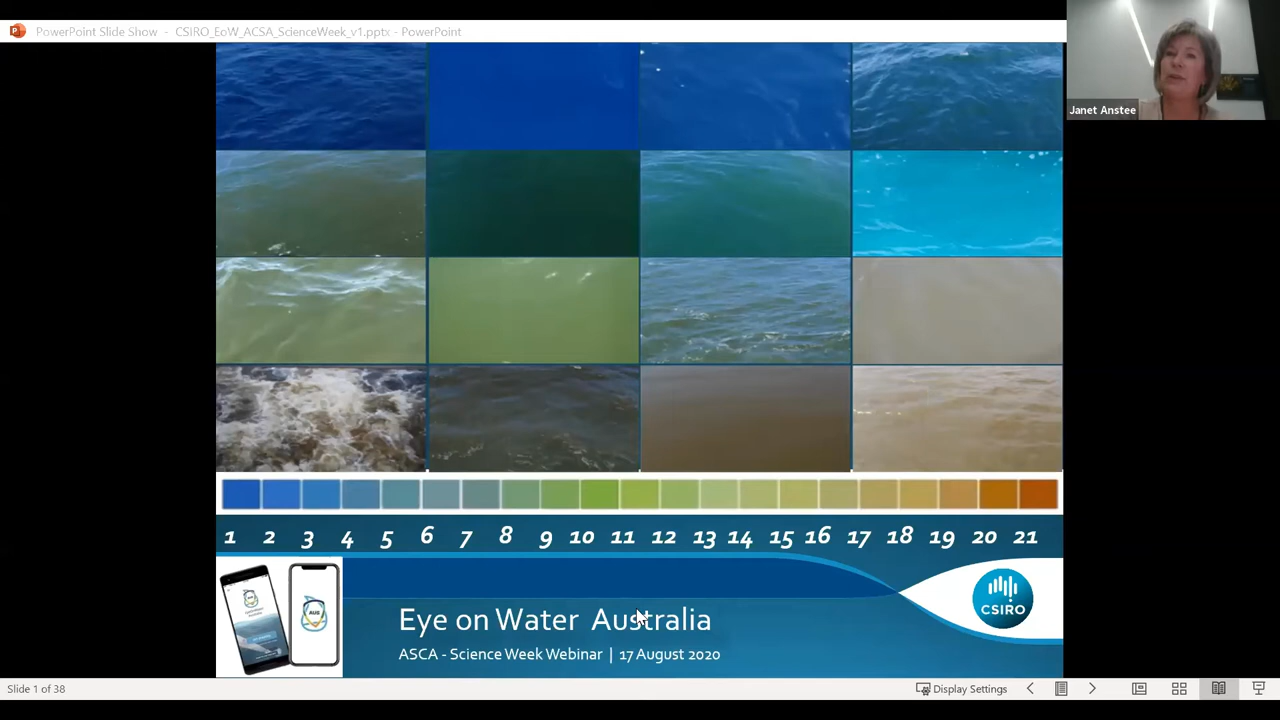 PowerPoint Slide Show - CSIRO_EoW_ACSA_ScienceWeek_v1.pptx - PowerPoint
Janet Anstee
1 2 3 4 5 6 7 8 9 10 11 12 13 14 15 16 17 18 19 20 21
AUS
CSIRO
Eye on Water Australia
ASCA - Science Week Webinar | 17 August 2020
Slide 1 of 38
Display Settings